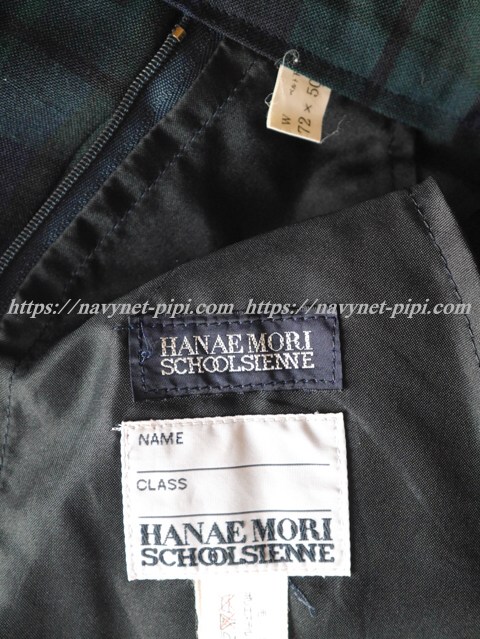 W
72 × 50
https://navynet-pipi.com https://navynet-pipi.com
HANAE MORI
SCHOOLSIENNE
NAME
CLASS
HANAE MORI
SCHOOLSIENNE